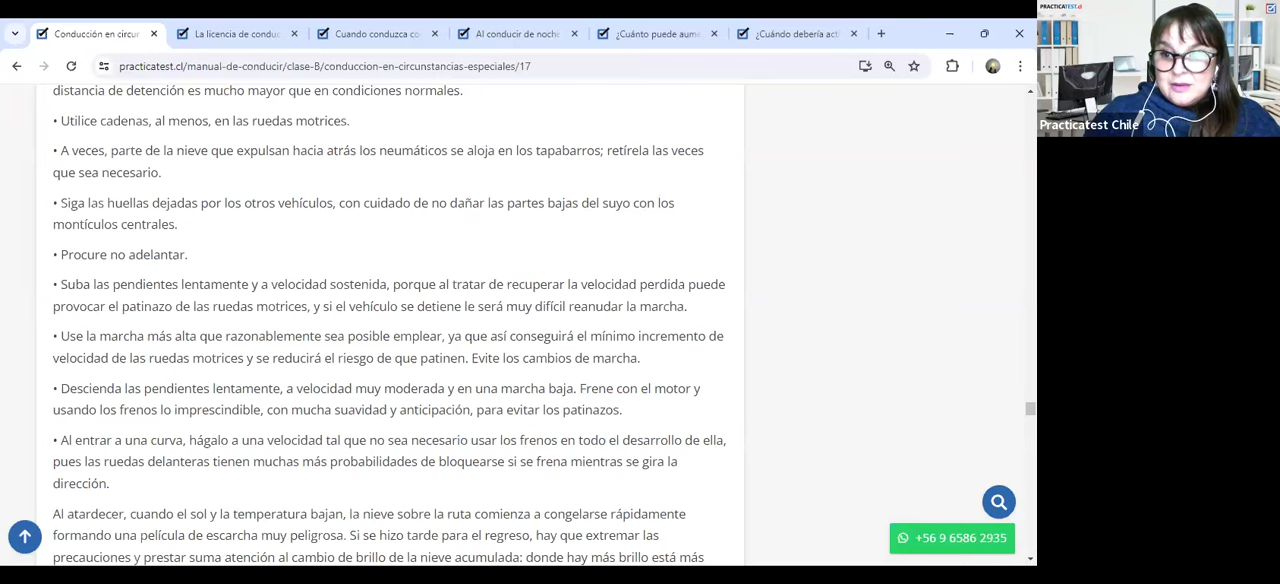 Conducción en circur
La licencia de conduc
Cuando conduzca co
Al conducir de noche
¿Cuánto puede aume
¿Cuándo debería act
practicatest.cl/manual-de-conducir/clase-B/conduccion-en-circunstancias-especiales/17
PRACTICATEST.cl
Practicatest Chile
distancia de detención es mucho mayor que en condiciones normales.
• Utilice cadenas, al menos, en las ruedas motrices.
• A veces, parte de la nieve que expulsan hacia atrás los neumáticos se aloja en los tapabarros; retírela las veces
que sea necesario.
• Siga las huellas dejadas por los otros vehículos, con cuidado de no dañar las partes bajas del suyo con los
montículos centrales.
• Procure no adelantar.
• Suba las pendientes lentamente y a velocidad sostenida, porque al tratar de recuperar la velocidad perdida puede
provocar el patinazo de las ruedas motrices, y si el vehículo se detiene le será muy difícil reanudar la marcha.
• Use la marcha más alta que razonablemente sea posible emplear, ya que así conseguirá el mínimo incremento de
velocidad de las ruedas motrices y se reducirá el riesgo de que patinen. Evite los cambios de marcha.
• Descienda las pendientes lentamente, a velocidad muy moderada y en una marcha baja. Frene con el motor y
usando los frenos lo imprescindible, con mucha suavidad y anticipación, para evitar los patinazos.
• Al entrar a una curva, hágalo a una velocidad tal que no sea necesario usar los frenos en todo el desarrollo de ella,
pues las ruedas delanteras tienen muchas más probabilidades de bloquearse si se frena mientras se gira la
dirección.
Al atardecer, cuando el sol y la temperatura bajan, la nieve sobre la ruta comienza a congelarse rápidamente
formando una película de escarcha muy peligrosa. Si se hizo tarde para el regreso, hay que extremar las
precauciones y prestar suma atención al cambio de brillo de la nieve acumulada: donde hay más brillo está más
+56 9 6586 2935